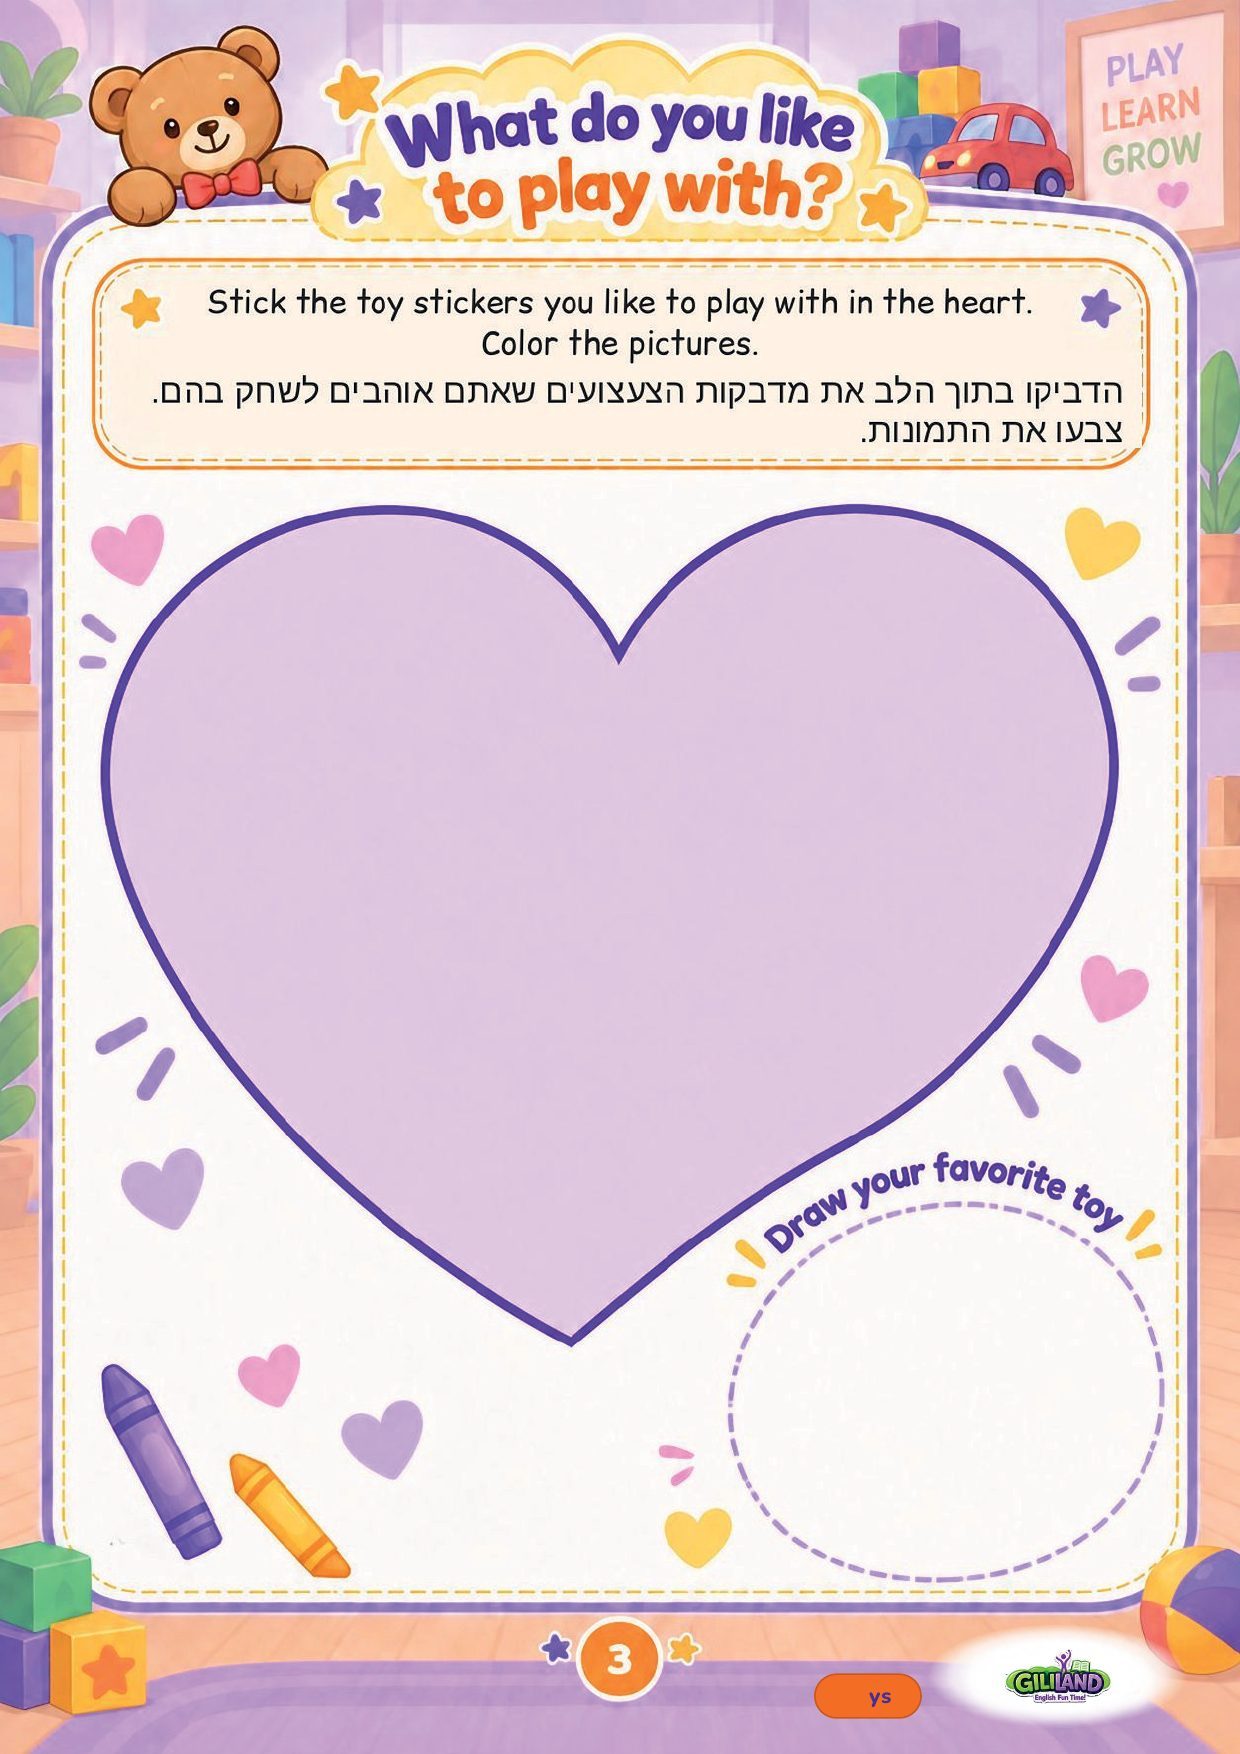 PLAY
LEARN
GROW
What do you like
to play with?
Stick the toy stickers you like to play with in the heart.
Color the pictures.
הדביקו בתוך הלב את מדבקות הצעצועים שאתם אוהבים לשחק בהם.
צבעו את התמונות.
Draw your favorite toy
3
ys
GILILAND
English Fun Time!